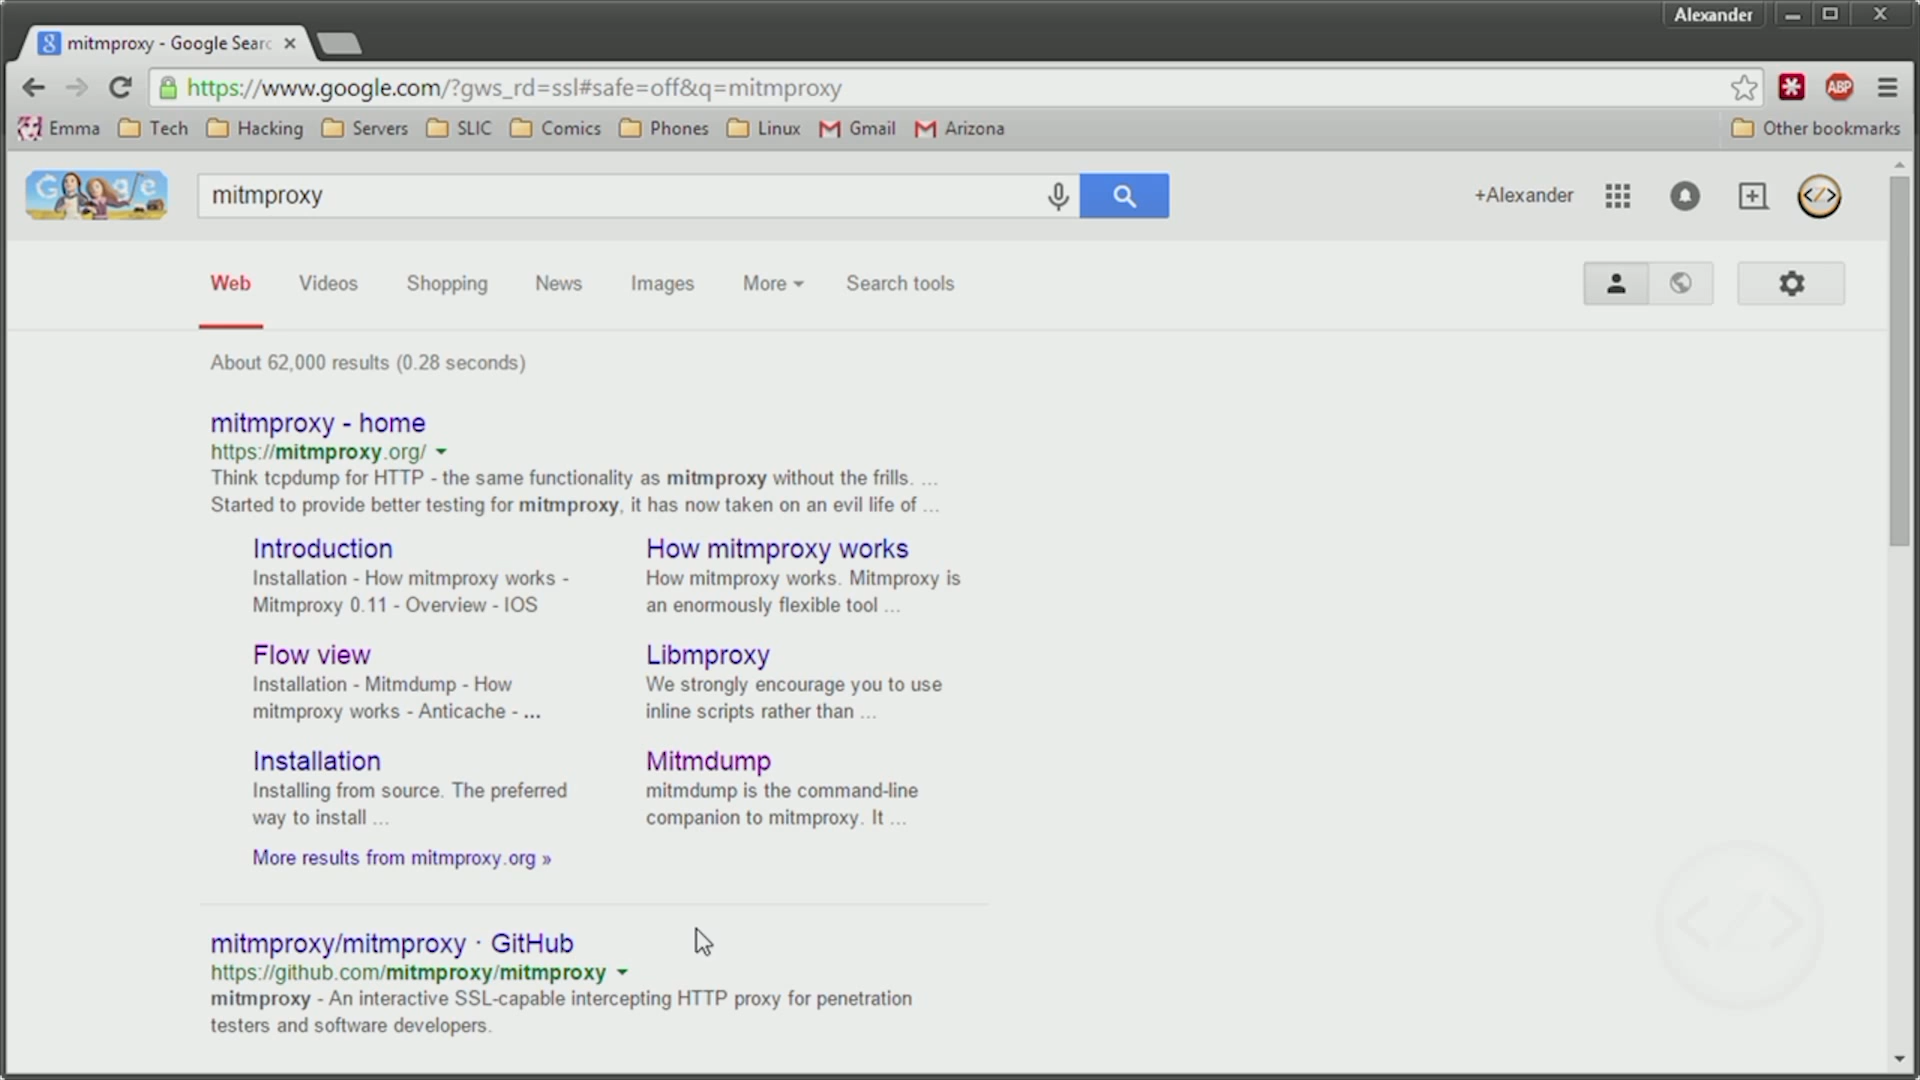 Alexander
mitmproxy - Google Searc
https://www.google.com/?gws_rd=ssl#safe=off&q=mitmproxy
ABP
Emma Tech Hacking Servers SLIC Comics Phones Linux Gmail Arizona Other bookmarks
Google
mitmproxy
+Alexander
Web Videos Shopping News Images More Search tools
About 62,000 results (0.28 seconds)
mitmproxy - home
https://mitmproxy.org/
Think tcpdump for HTTP - the same functionality as mitmproxy without the frills. ...
Started to provide better testing for mitmproxy, it has now taken on an evil life of ...
Introduction
Installation - How mitmproxy works -
Mitmproxy 0.11 - Overview - IOS
How mitmproxy works
How mitmproxy works. Mitmproxy is
an enormously flexible tool ...
Flow view
Installation - Mitmdump - How
mitmproxy works - Anticache - ...
Libmproxy
We strongly encourage you to use
inline scripts rather than ...
Installation
Installing from source. The preferred
way to install ...
Mitmdump
mitmdump is the command-line
companion to mitmproxy. It ...
More results from mitmproxy.org »
mitmproxy/mitmproxy · GitHub
https://github.com/mitmproxy/mitmproxy
mitmproxy - An interactive SSL-capable intercepting HTTP proxy for penetration
testers and software developers.